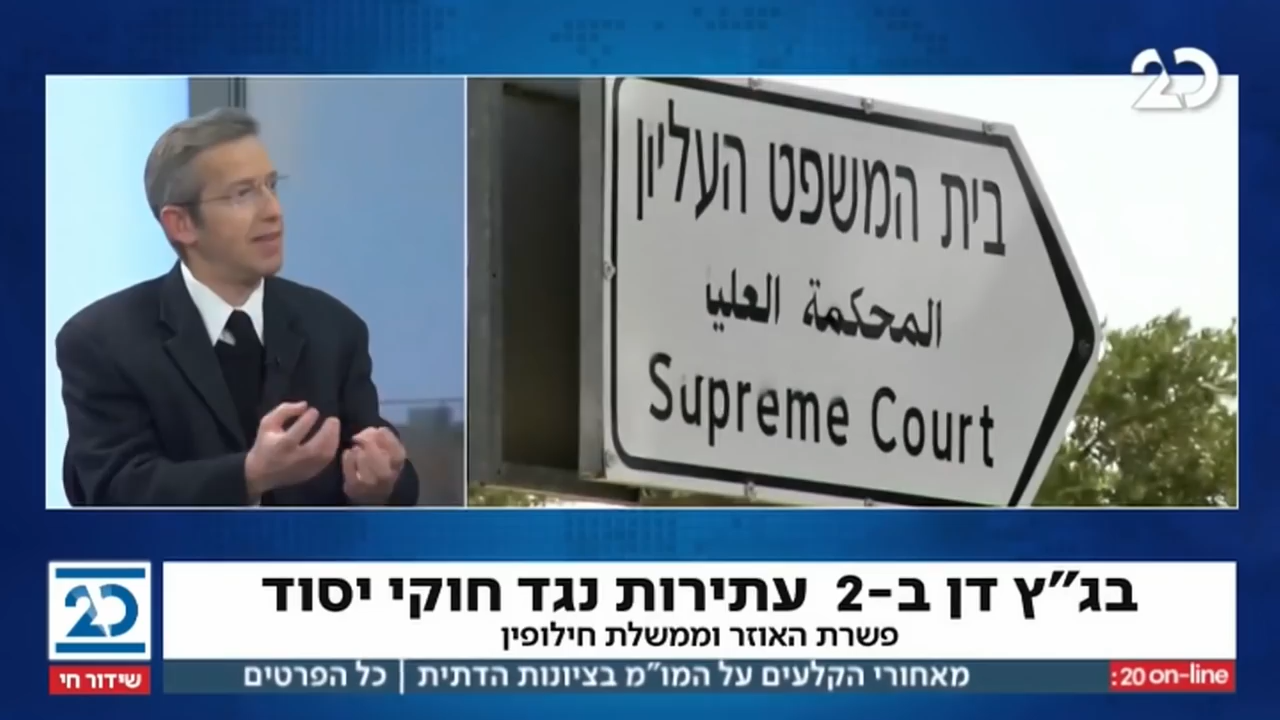 20
בית המשפט העליון
المحكمة العليا
Supreme Court
20
בג"ץ דן ב-2 עתירות נגד חוקי יסוד
פשרת האוזר וממשלת חילופין
שידור חי
20 on-line:
מאחורי הקלעים על המו"מ בציונות הדתית | כל הפרטים